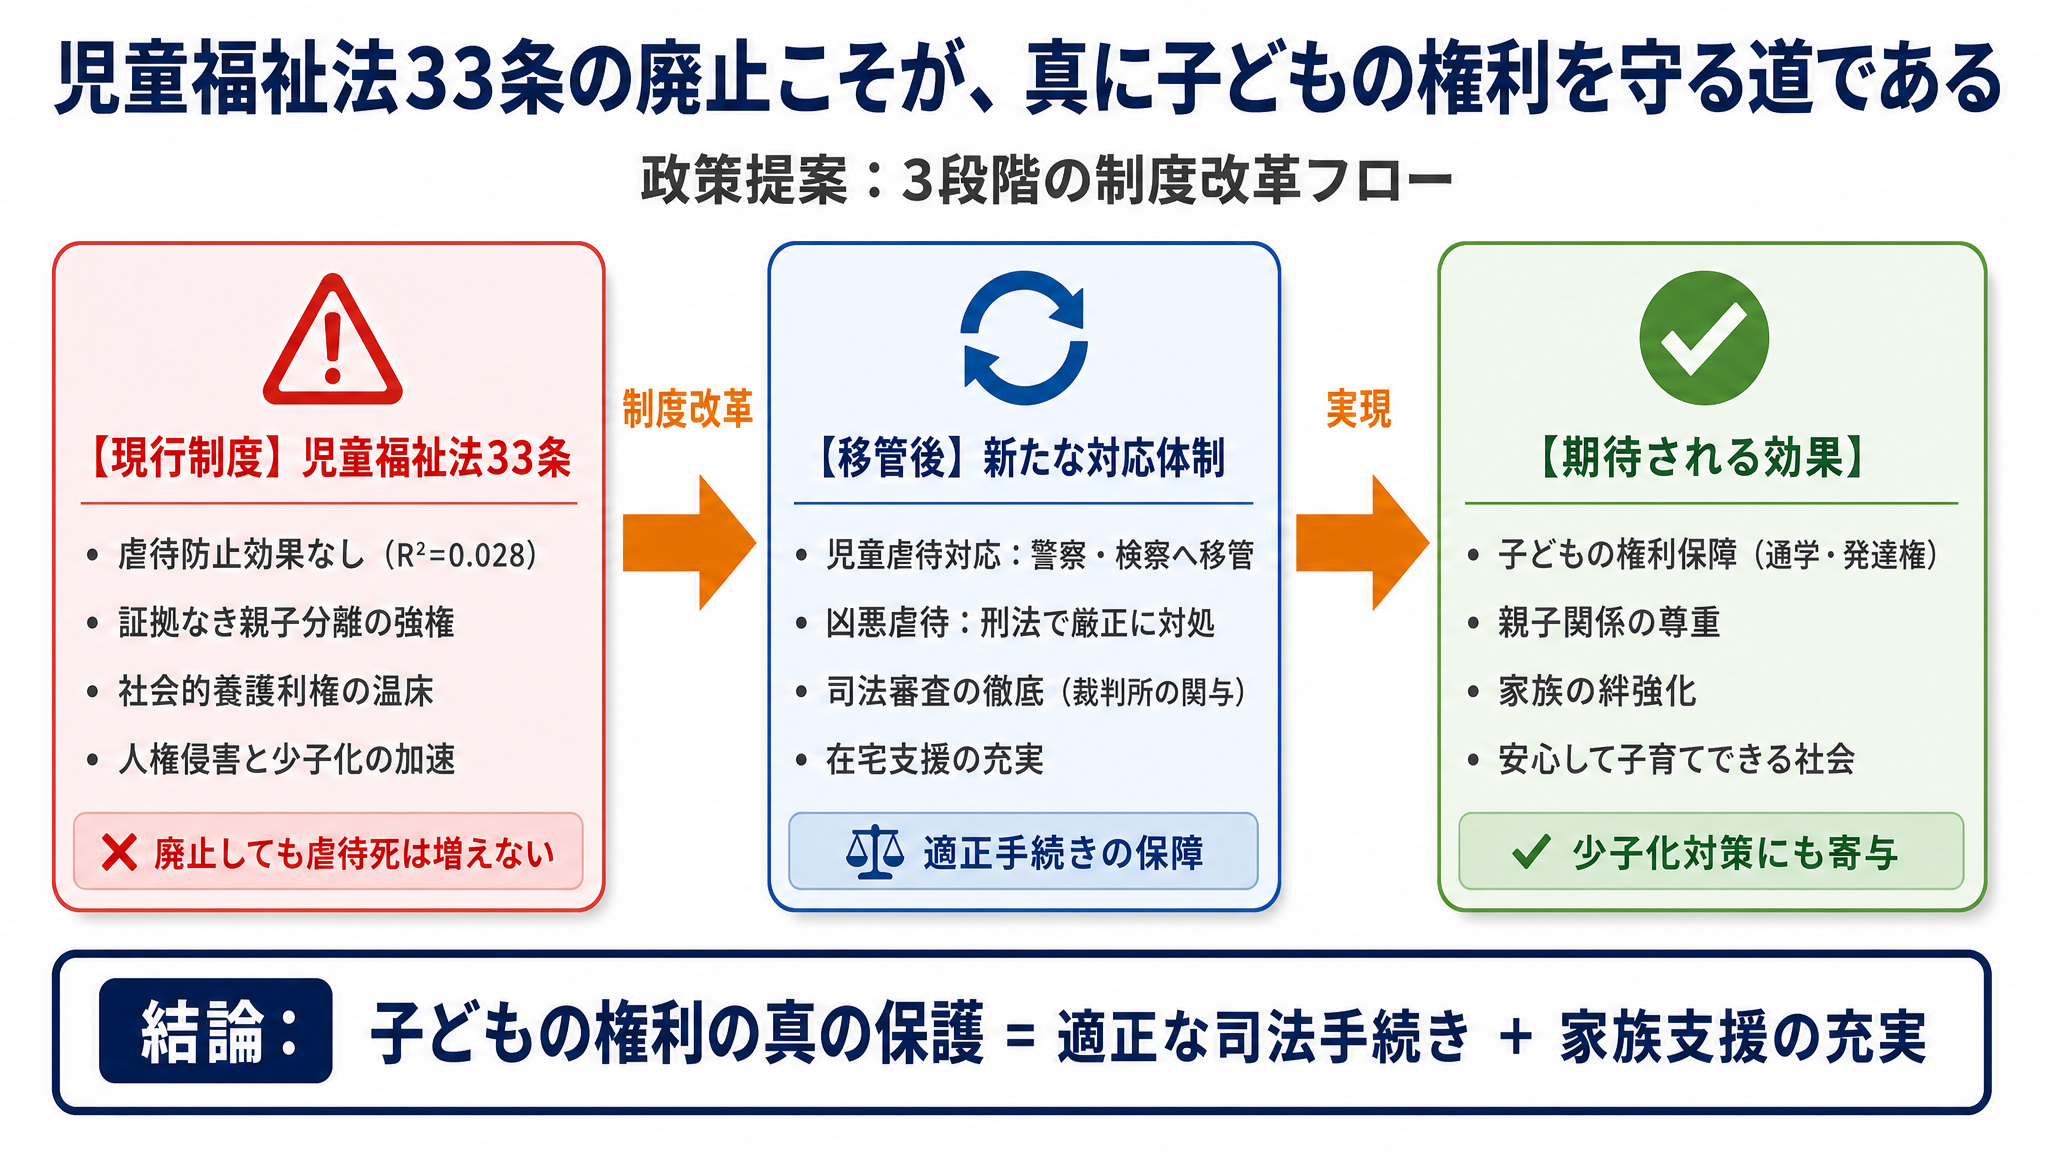 児童福祉法33条の廃止こそが、真に子どもの権利を守る道である
政策提案：3段階の制度改革フロー
【現行制度】児童福祉法33条
• 虐待防止効果なし（R²=0.028）
• 証拠なき親子分離の強権
• 社会的養護利権の温床
• 人権侵害と少子化の加速
廃止しても虐待死は増えない
制度改革
【移管後】新たな対応体制
• 児童虐待対応：警察・検察へ移管
• 凶悪虐待：刑法で厳正に対処
• 司法審査の徹底（裁判所の関与）
• 在宅支援の充実
適正手続きの保障
実現
【期待される効果】
• 子どもの権利保障（通学・発達権）
• 親子関係の尊重
• 家族の絆強化
• 安心して子育てできる社会
少子化対策にも寄与
結論： 子どもの権利の真の保護 = 適正な司法手続き + 家族支援の充実